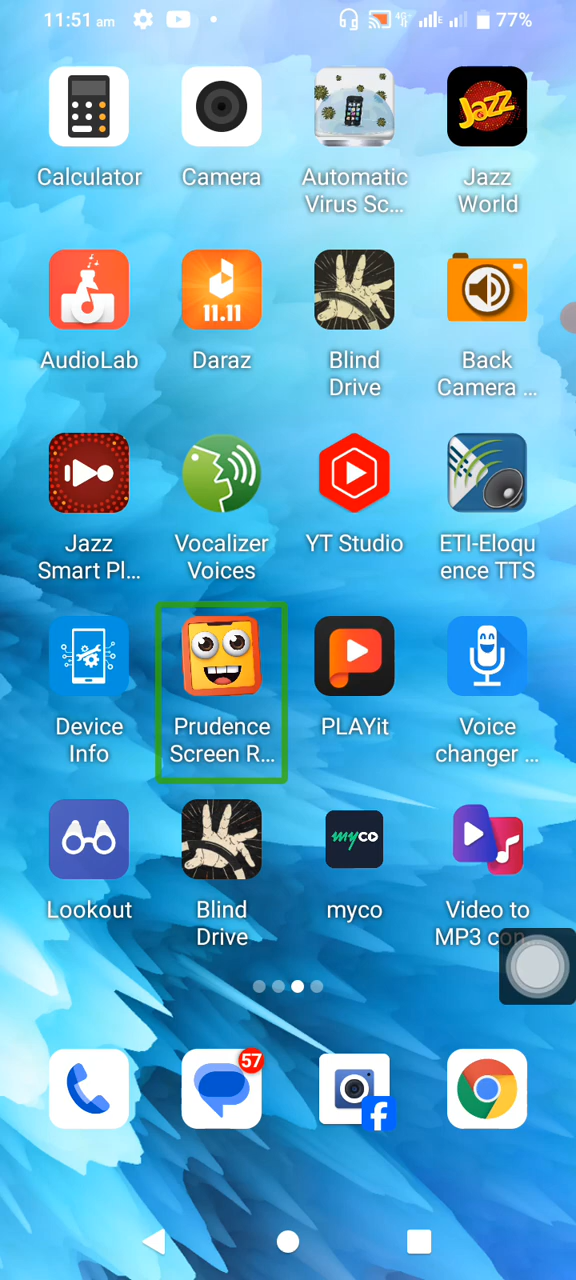 11:51 am
4G
E
77%
Jazz
Calculator
Camera
Automatic
Virus Sc...
Jazz
World
11.11
AudioLab
Daraz
Blind
Drive
Back
Camera ...
Jazz
Smart Pl...
Vocalizer
Voices
YT Studio
ETI-Eloqu
ence TTS
Device
Info
Prudence
Screen R...
PLAYit
Voice
changer ...
myco
Lookout
Blind
Drive
myco
Video to
MP3 con
57
f